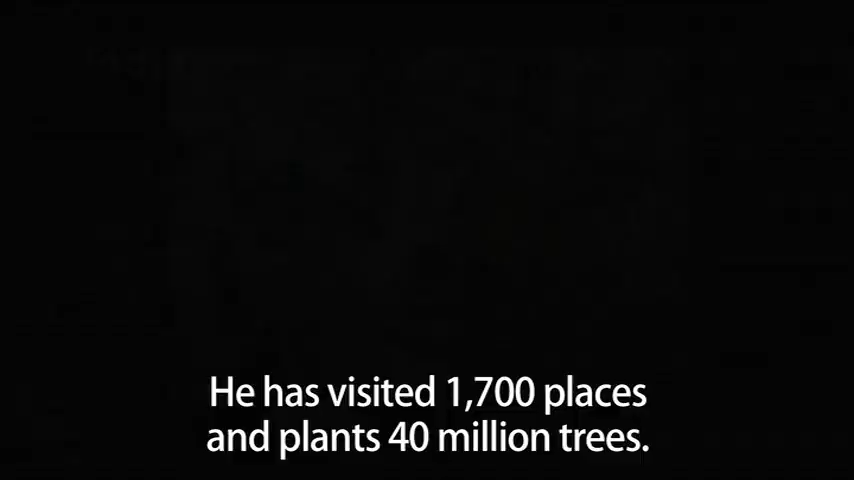 He has visited 1,700 places
and plants 40 million trees.